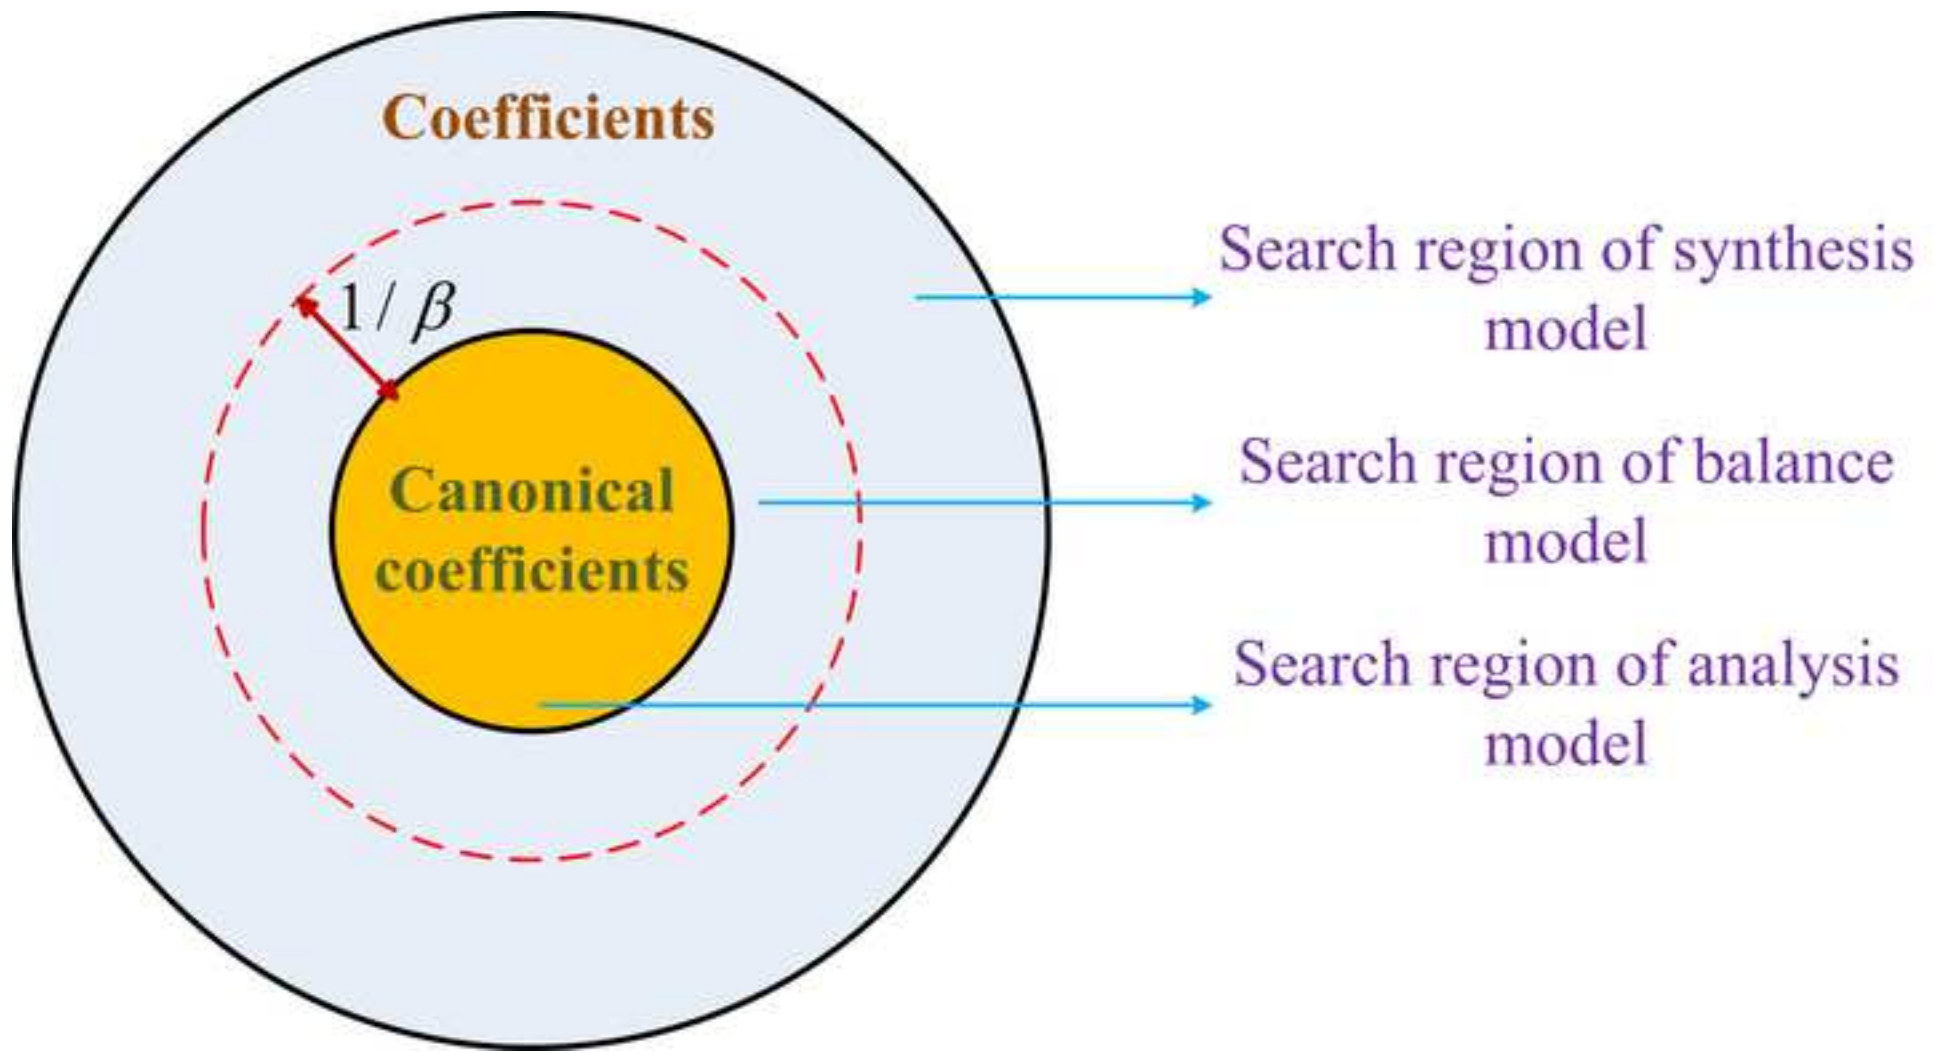 Coefficients
1 / β
Canonical
coefficients
Search region of synthesis
model
Search region of balance
model
Search region of analysis
model